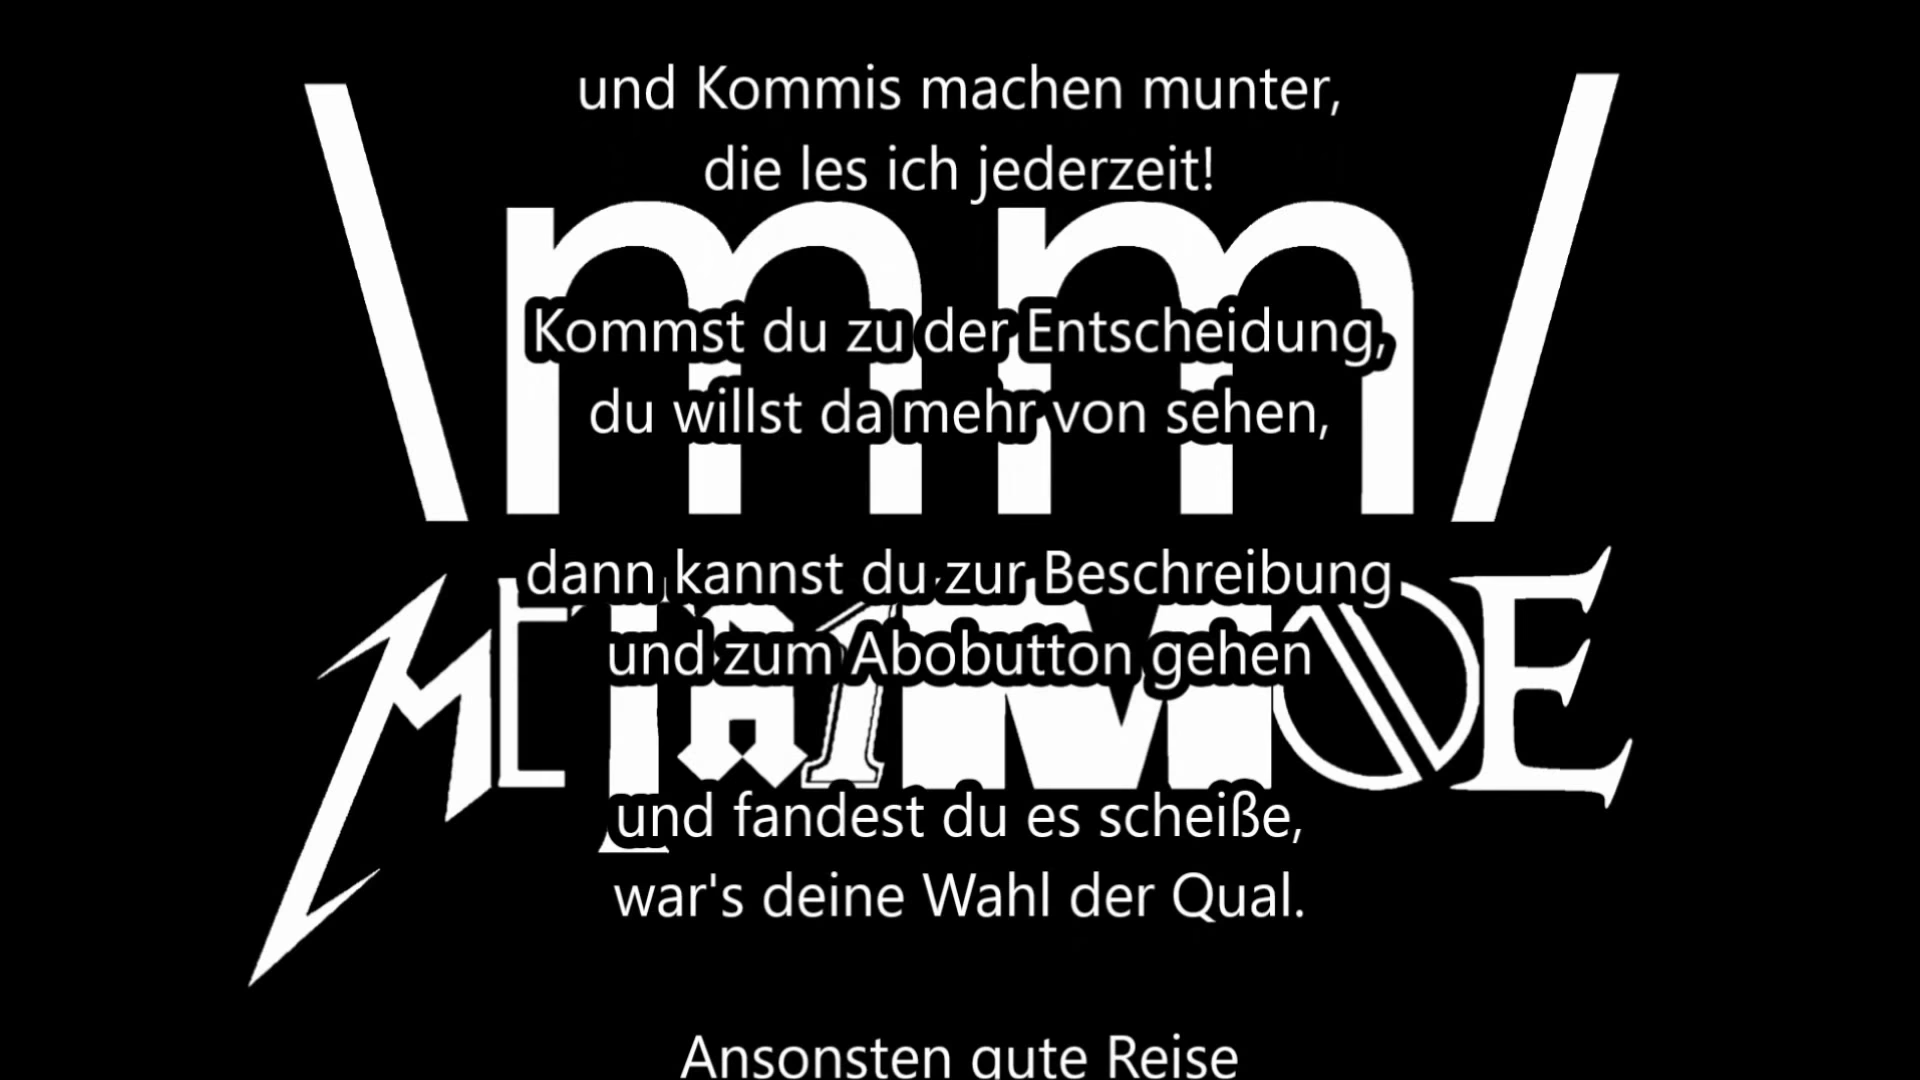 und Kommis machen munter,
die les ich jederzeit!
\mm/
Kommst du zu der Entscheidung,
du willst da mehr von sehen,
dann kannst du zur Beschreibung
und zum Abobutton gehen
und fandest du es scheiße,
war's deine Wahl der Qual.
Ansonsten gute Reise